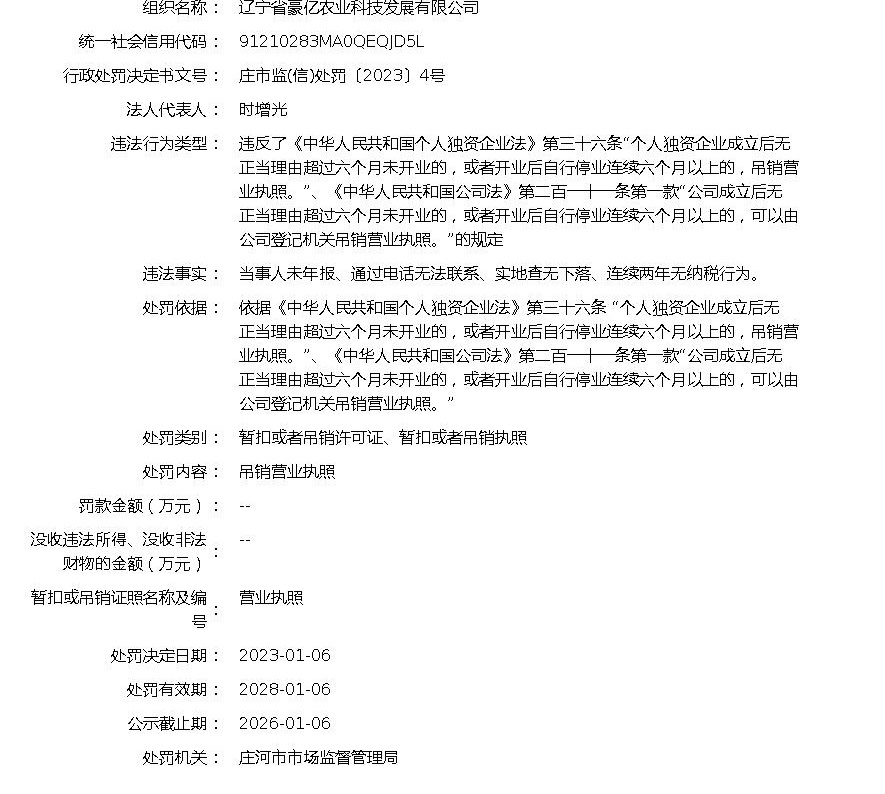 组织名称： 辽宁省豪亿农业科技发展有限公司
统一社会信用代码： 91210283MA0QEQJD5L
行政处罚决定书文号： 庄市监(信)处罚〔2023〕4号
法人代表人： 时增光
违法行为类型： 违反了《中华人民共和国个人独资企业法》第三十六条“个人独资企业成立后无
正当理由超过六个月未开业的，或者开业后自行停业连续六个月以上的，吊销营
业执照。”、《中华人民共和国公司法》第二百一十一条第一款“公司成立后无
正当理由超过六个月未开业的，或者开业后自行停业连续六个月以上的，可以由
公司登记机关吊销营业执照。”的规定
违法事实： 当事人未年报、通过电话无法联系、实地查无下落、连续两年无纳税行为。
处罚依据： 依据《中华人民共和国个人独资企业法》第三十六条 “个人独资企业成立后无
正当理由超过六个月未开业的，或者开业后自行停业连续六个月以上的，吊销营
业执照。”、《中华人民共和国公司法》第二百一十一条第一款“公司成立后无
正当理由超过六个月未开业的，或者开业后自行停业连续六个月以上的，可以由
公司登记机关吊销营业执照。”
处罚类别： 暂扣或者吊销许可证、暂扣或者吊销执照
处罚内容： 吊销营业执照
罚款金额（万元）： --
没收违法所得、没收非法
财物的金额（万元）： --
暂扣或吊销证照名称及编
号： 营业执照
处罚决定日期： 2023-01-06
处罚有效期： 2028-01-06
公示截止期： 2026-01-06
处罚机关： 庄河市市场监督管理局